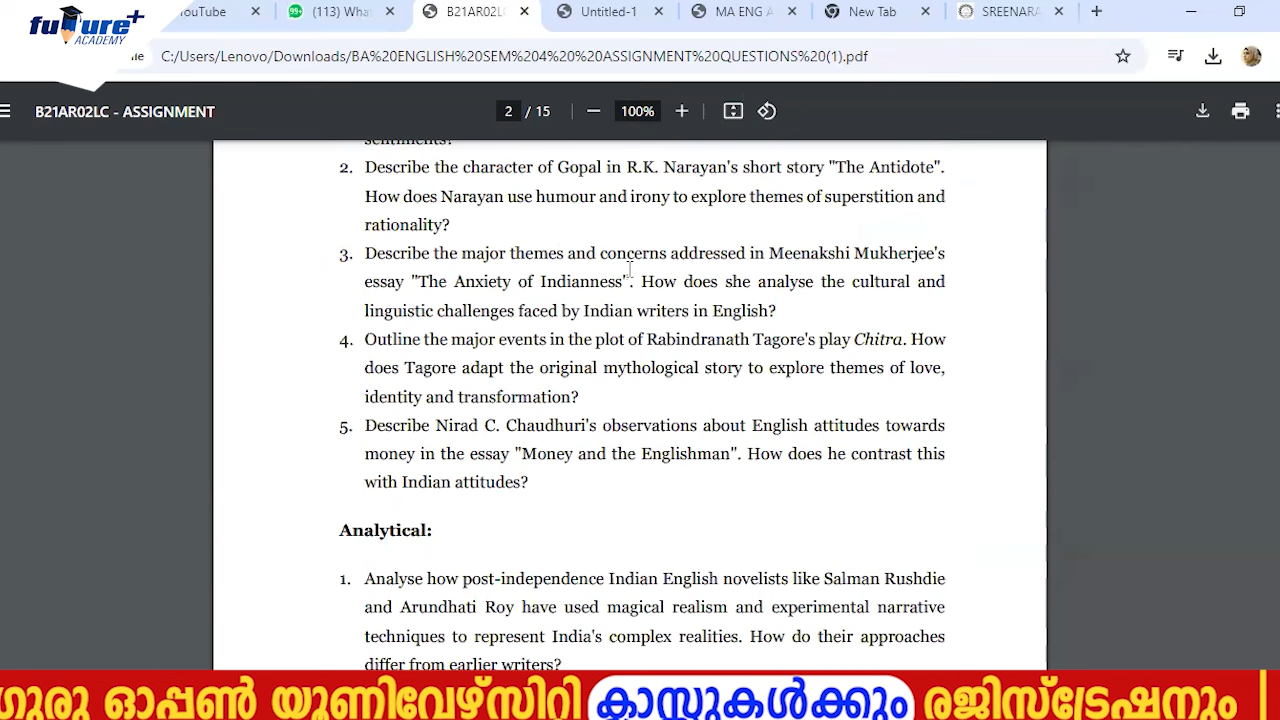 future+
ACADEMY
YouTube
(113) Wha
B21AR02L
Untitled-1
MA ENG A
New Tab
SREENARA
C:/Users/Lenovo/Downloads/BA%20ENGLISH%20SEM%204%20%20ASSIGNMENT%20QUESTIONS%20(1).pdf
B21AR02LC - ASSIGNMENT
2 / 15
100%
sentiments?
2. Describe the character of Gopal in R.K. Narayan's short story "The Antidote".
How does Narayan use humour and irony to explore themes of superstition and
rationality?
3. Describe the major themes and concerns addressed in Meenakshi Mukherjee's
essay "The Anxiety of Indianness". How does she analyse the cultural and
linguistic challenges faced by Indian writers in English?
4. Outline the major events in the plot of Rabindranath Tagore's play Chitra. How
does Tagore adapt the original mythological story to explore themes of love,
identity and transformation?
5. Describe Nirad C. Chaudhuri's observations about English attitudes towards
money in the essay "Money and the Englishman". How does he contrast this
with Indian attitudes?
Analytical:
1. Analyse how post-independence Indian English novelists like Salman Rushdie
and Arundhati Roy have used magical realism and experimental narrative
techniques to represent India's complex realities. How do their approaches
differ from earlier writers?
ഗുരു ഓപ്പൺ യൂണിവേഴ്സിറ്റി ക്ലാസ്സുകൾക്കും രജിസ്ട്രേഷനും |